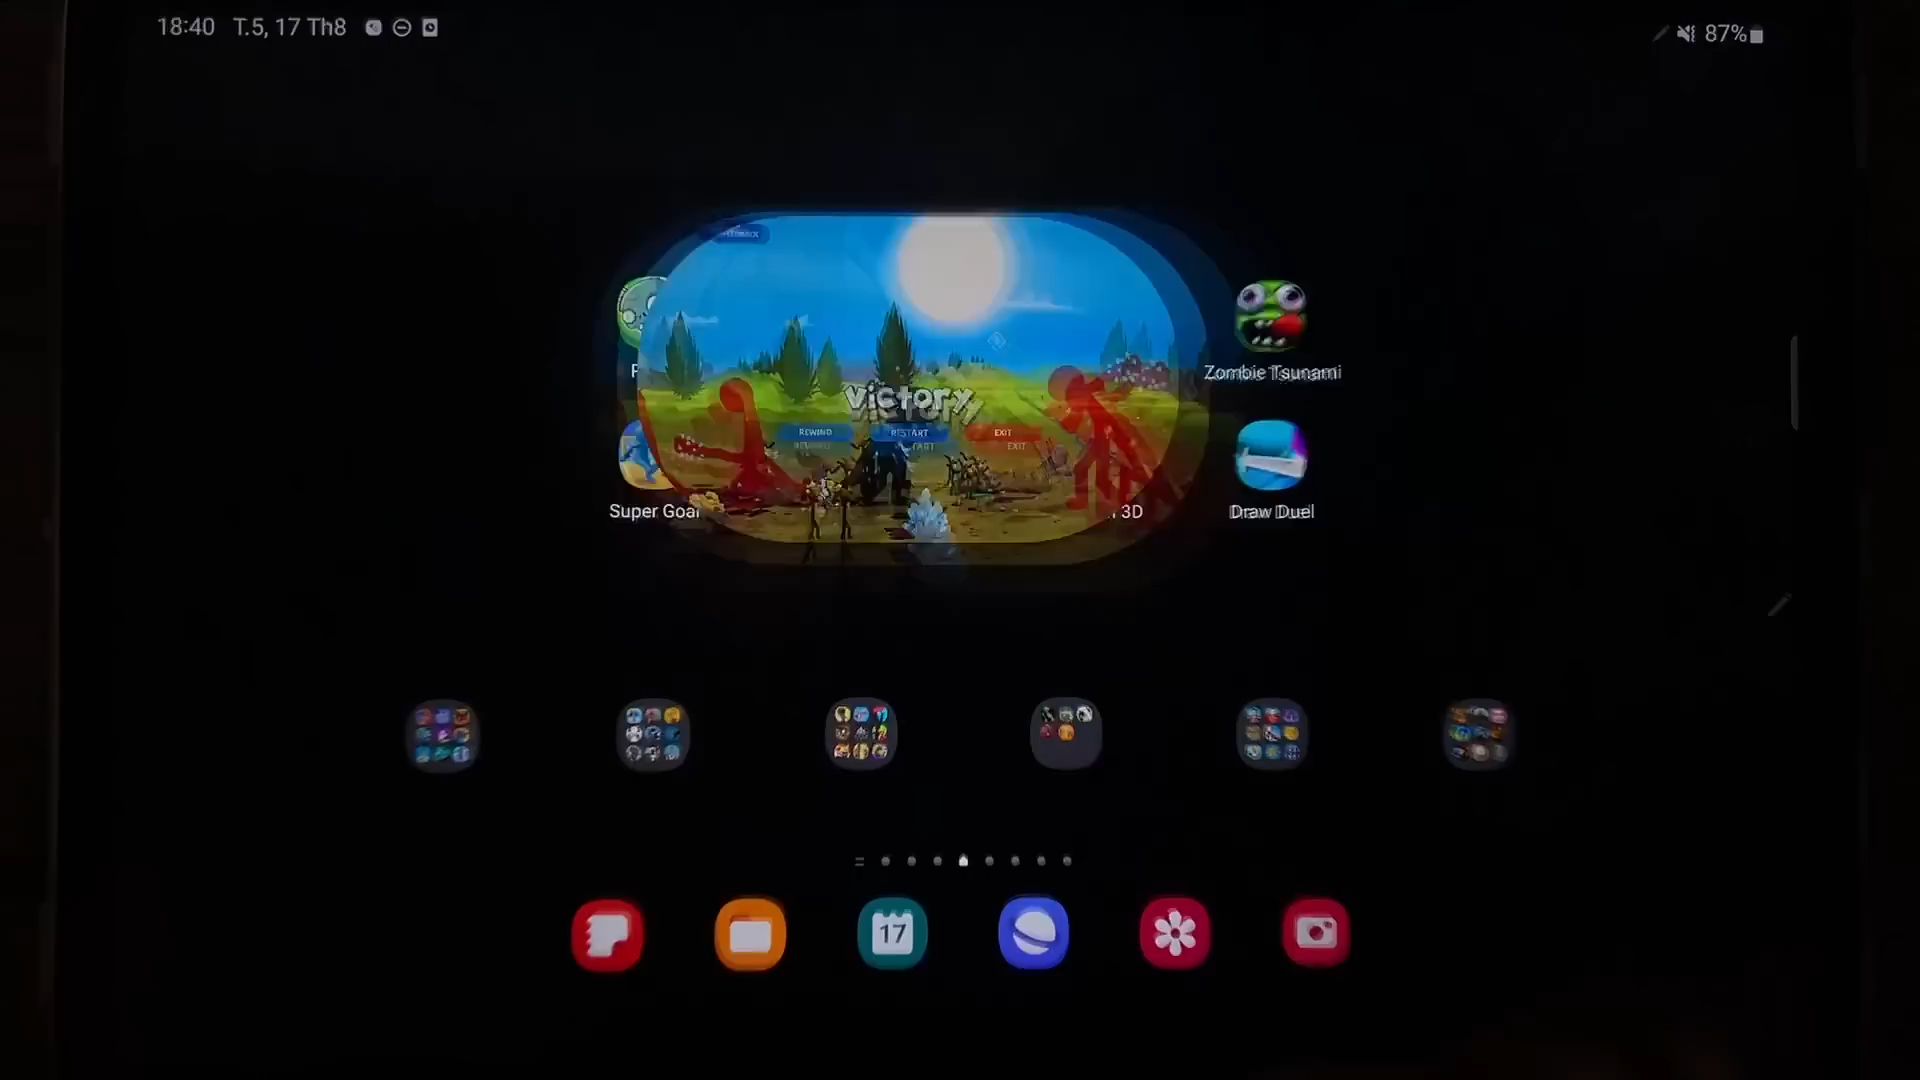 18:40 T.5, 17 Th8
87%
Zombie Tsunami
VICTORY
REWIND RESTART EXIT
Super Goal 3D
Draw Duel
17